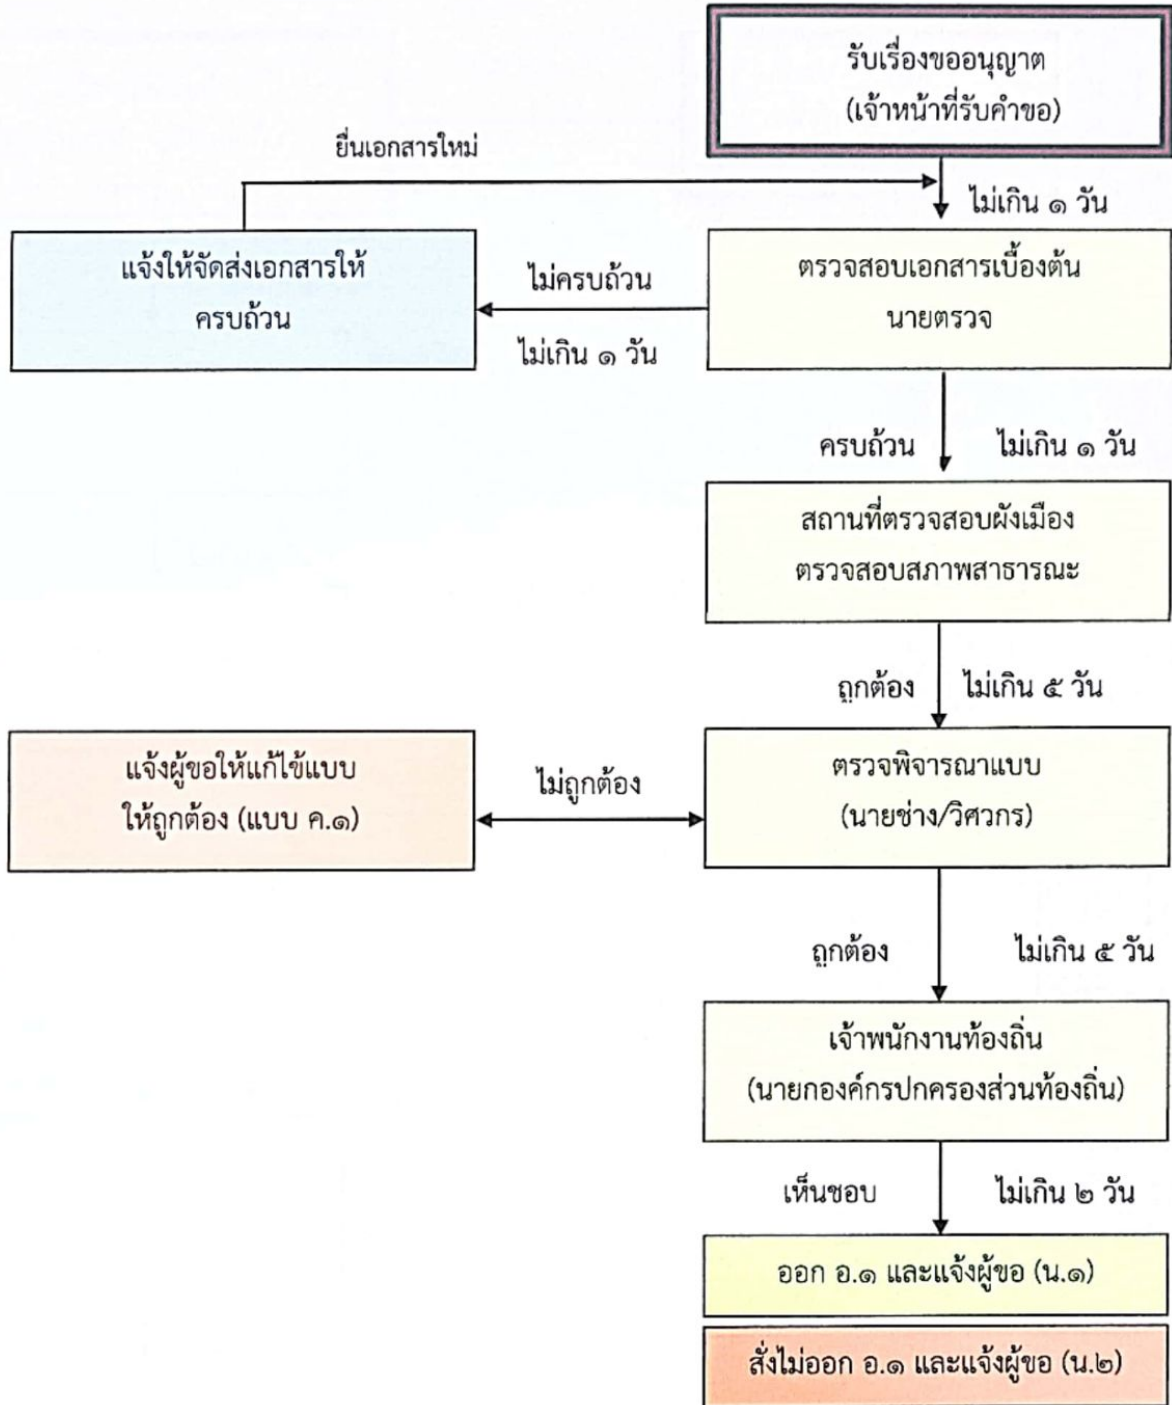 รับเรื่องขออนุญาต
(เจ้าหน้าที่รับคำขอ)
ยื่นเอกสารใหม่
ไม่เกิน ๑ วัน
แจ้งให้จัดส่งเอกสารให้
ครบถ้วน
ไม่ครบถ้วน
ไม่เกิน ๑ วัน
ตรวจสอบเอกสารเบื้องต้น
นายตรวจ
ครบถ้วน ไม่เกิน ๑ วัน
สถานที่ตรวจสอบผังเมือง
ตรวจสอบสภาพสาธารณะ
ถูกต้อง ไม่เกิน ๕ วัน
แจ้งผู้ขอให้แก้ไข้แบบ
ให้ถูกต้อง (แบบ ค.๑)
ไม่ถูกต้อง
ตรวจพิจารณาแบบ
(นายช่าง/วิศวกร)
ถูกต้อง ไม่เกิน ๕ วัน
เจ้าพนักงานท้องถิ่น
(นายกองค์กรปกครองส่วนท้องถิ่น)
เห็นชอบ ไม่เกิน ๒ วัน
ออก อ.๑ และแจ้งผู้ขอ (น.๑)
สั่งไม่ออก อ.๑ และแจ้งผู้ขอ (น.๒)